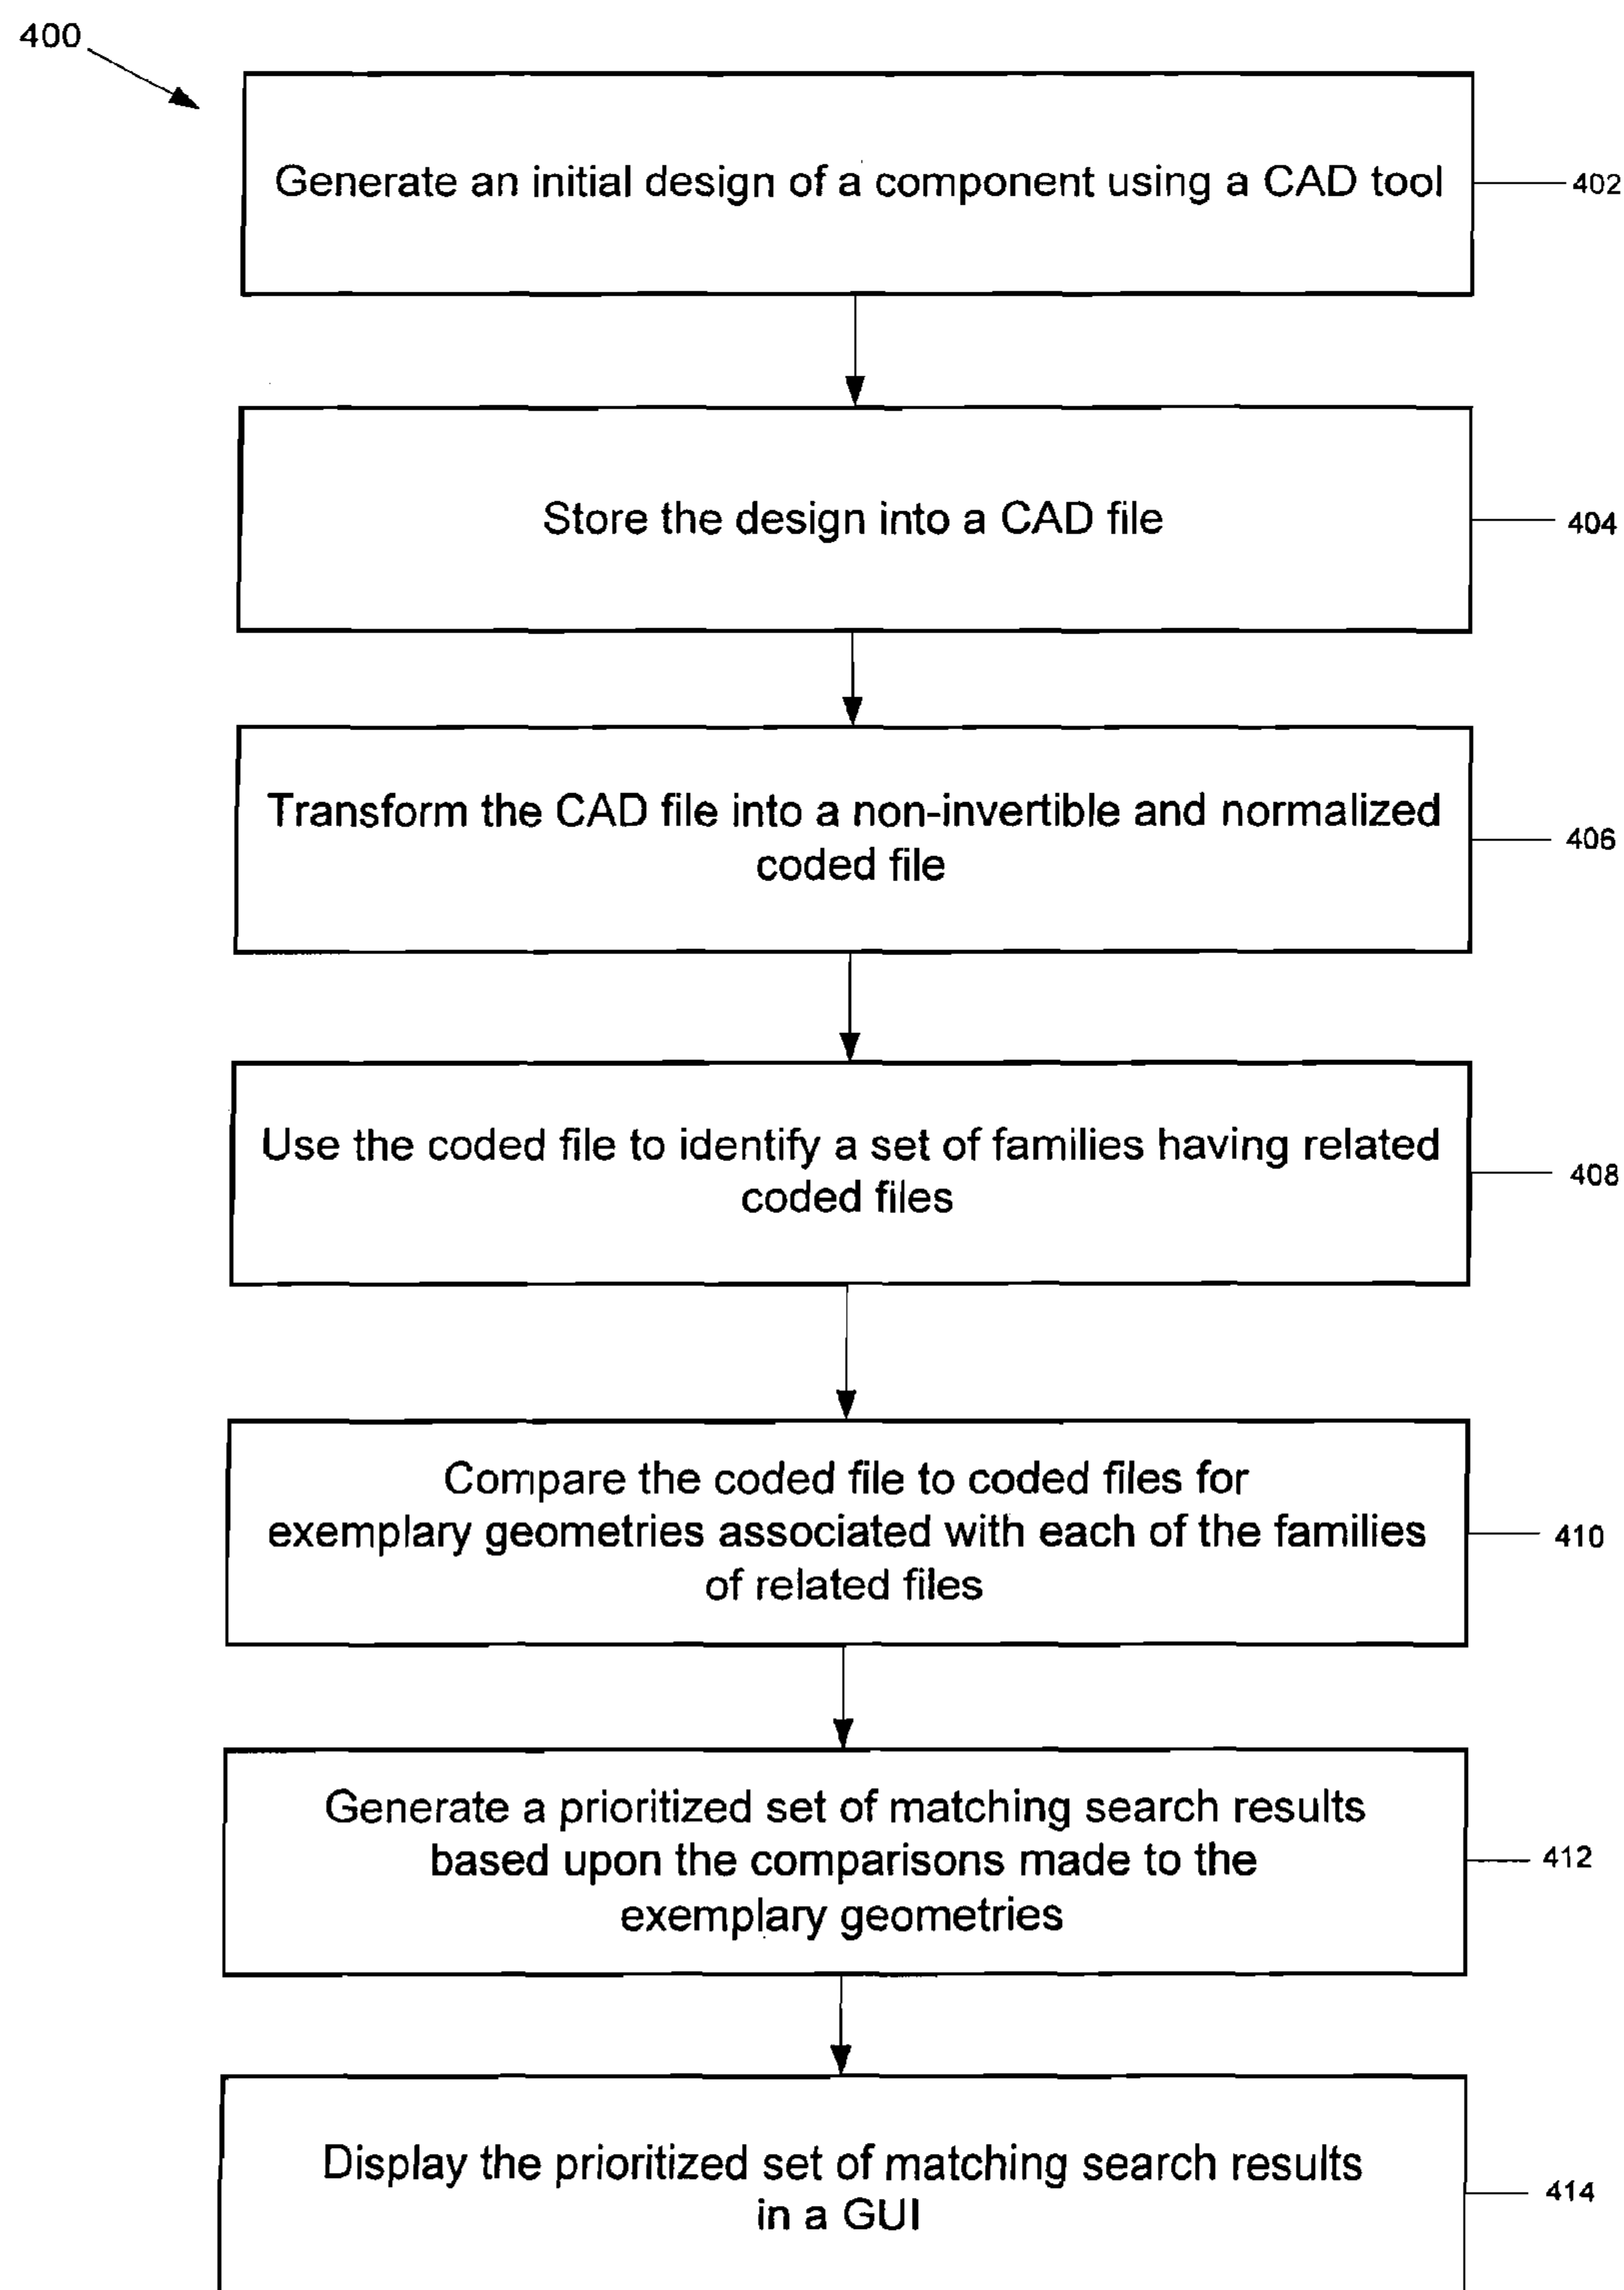 400
Generate an initial design of a component using a CAD tool
402
Store the design into a CAD file
404
Transform the CAD file into a non-invertible and normalized
coded file
406
Use the coded file to identify a set of families having related
coded files
408
Compare the coded file to coded files for
exemplary geometries associated with each of the families
of related files
410
Generate a prioritized set of matching search results
based upon the comparisons made to the
exemplary geometries
412
Display the prioritized set of matching search results
in a GUI
414